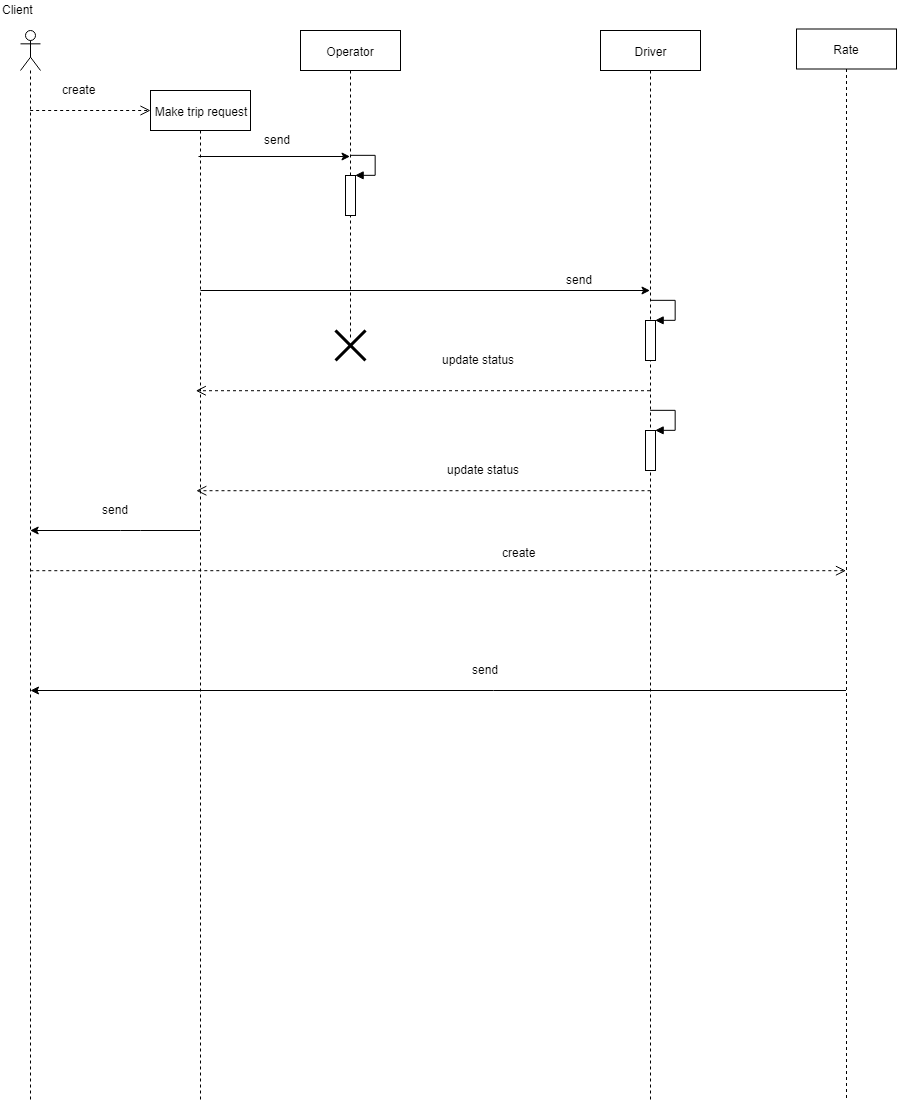 Client
Operator
Driver
Rate
create
Make trip request
send
send
update status
update status
send
create
send